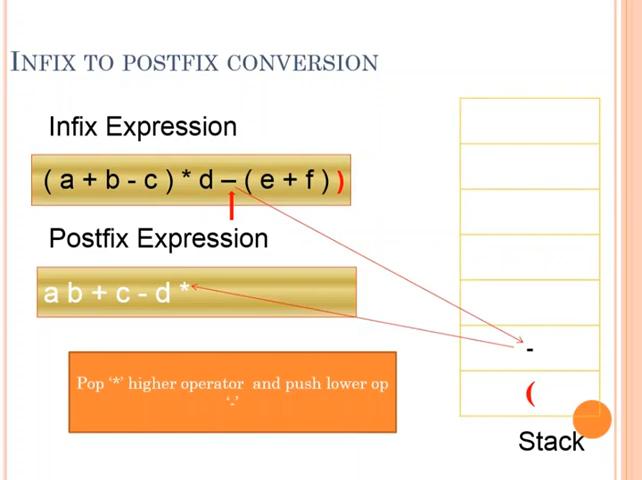 INFIX TO POSTFIX CONVERSION
Infix Expression
( a + b - c ) * d – ( e + f ) )
Postfix Expression
a b + c - d *
Pop ‘*’ higher operator and push lower op
‘-’
-
(
Stack